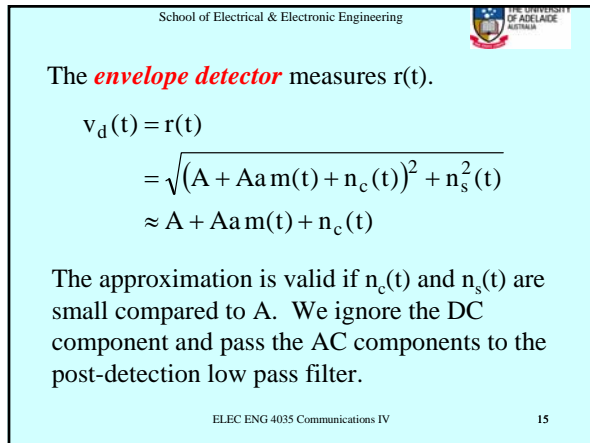 School of Electrical & Electronic Engineering
THE UNIVERSITY
OF ADELAIDE
AUSTRALIA
The envelope detector measures r(t).
v_d(t) = r(t)
= √((A + Aa m(t) + n_c(t))² + n_s²(t))
≈ A + Aa m(t) + n_c(t)
The approximation is valid if n_c(t) and n_s(t) are
small compared to A. We ignore the DC
component and pass the AC components to the
post-detection low pass filter.
ELEC ENG 4035 Communications IV 15